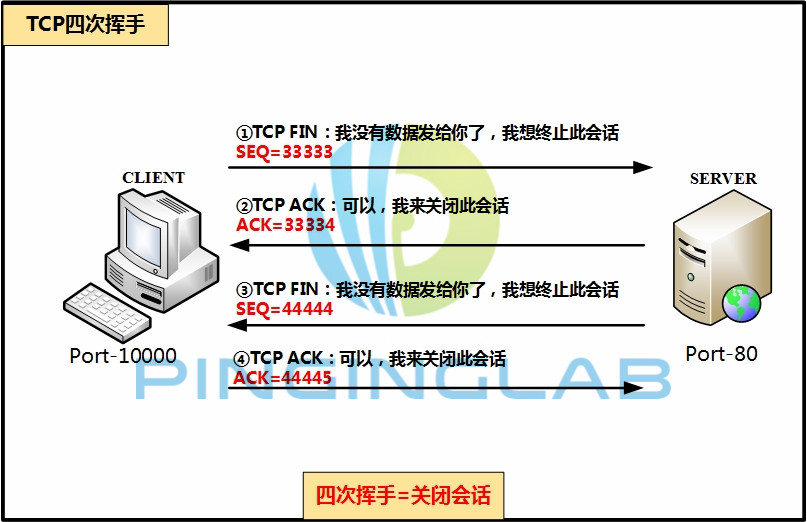 TCP四次挥手
①TCP FIN：我没有数据发给你了，我想终止此会话
SEQ=33333
CLIENT
SERVER
②TCP ACK：可以，我来关闭此会话
ACK=33334
③TCP FIN：我没有数据发给你了，我想终止此会话
SEQ=44444
Port-10000
Port-80
④TCP ACK：可以，我来关闭此会话
ACK=44445
PINGINGLAB
四次挥手=关闭会话